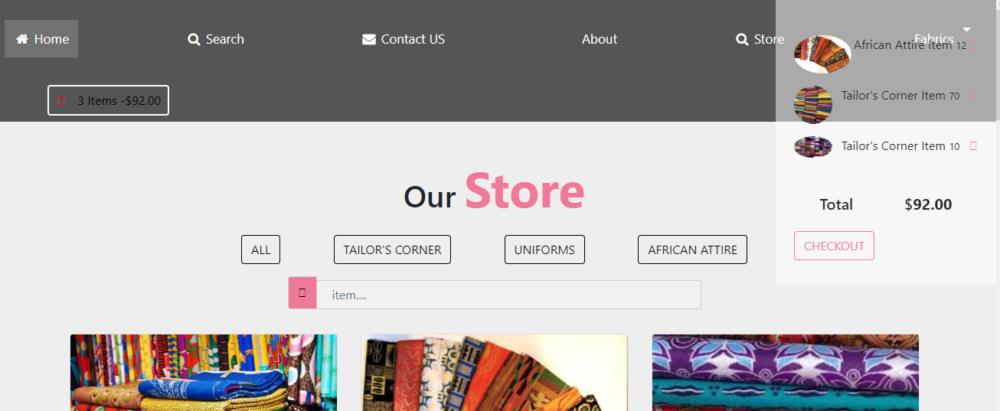 Home
Search
Contact US
About
Store
Fabrics
African Attire Item 12
3 Items -$92.00
Tailor's Corner Item 70
Tailor's Corner Item 10
Our Store
Total $92.00
ALL
TAILOR'S CORNER
UNIFORMS
AFRICAN ATTIRE
CHECKOUT
item....